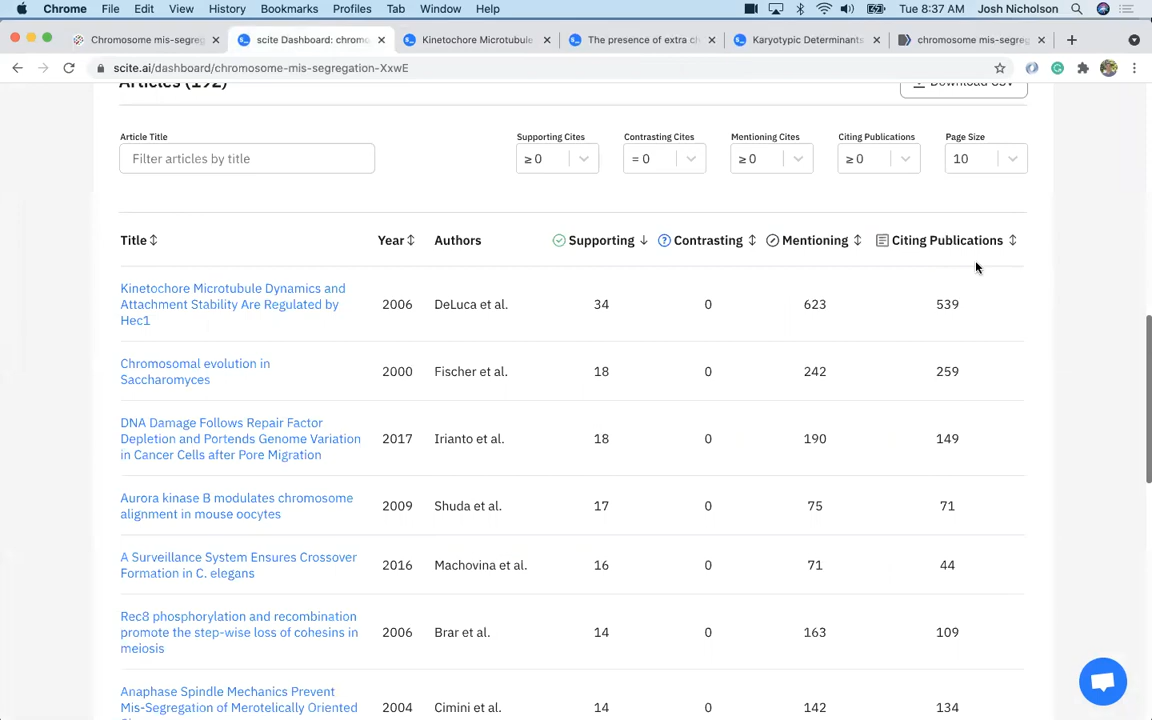 Chrome File Edit View History Bookmarks Profiles Tab Window Help Tue 8:37 AM Josh Nicholson
Chromosome mis-segreg scite Dashboard: chromo Kinetochore Microtubule The presence of extra ch Karyotypic Determinants chromosome mis-segreg
scite.ai/dashboard/chromosome-mis-segregation-XxwE
Articles (192) Download CSV
Article Title Supporting Cites Contrasting Cites Mentioning Cites Citing Publications Page Size
Filter articles by title ≥ 0 = 0 ≥ 0 ≥ 0 10
Title Year Authors Supporting Contrasting Mentioning Citing Publications
Kinetochore Microtubule Dynamics and
Attachment Stability Are Regulated by
Hec1
2006 DeLuca et al. 34 0 623 539
Chromosomal evolution in
Saccharomyces
2000 Fischer et al. 18 0 242 259
DNA Damage Follows Repair Factor
Depletion and Portends Genome Variation
in Cancer Cells after Pore Migration
2017 Irianto et al. 18 0 190 149
Aurora kinase B modulates chromosome
alignment in mouse oocytes
2009 Shuda et al. 17 0 75 71
A Surveillance System Ensures Crossover
Formation in C. elegans
2016 Machovina et al. 16 0 71 44
Rec8 phosphorylation and recombination
promote the step-wise loss of cohesins in
meiosis
2006 Brar et al. 14 0 163 109
Anaphase Spindle Mechanics Prevent
Mis-Segregation of Merotelically Oriented
2004 Cimini et al. 14 0 142 134